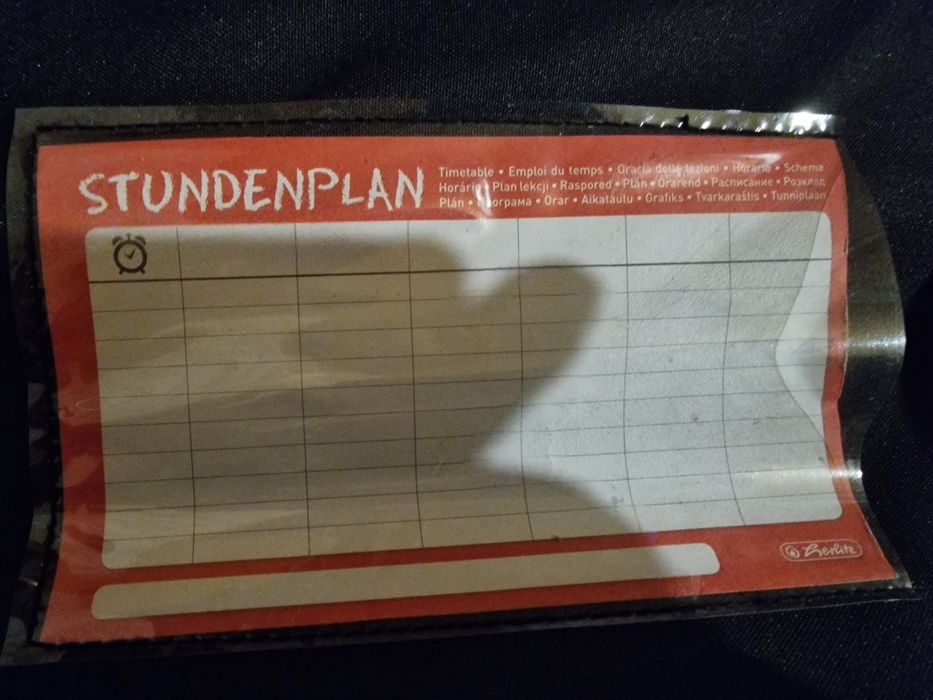 STUNDENPLAN
Timetable • Emploi du temps • Orario delle lezioni • Horario • Schema
Horário • Plan lekcji • Raspored • Plán • Órarend • Расписание • Розклад
Plán • Програма • Orar • Aikataulu • Grafiks • Tvarkaraštis • Tunniplaan
herlitz